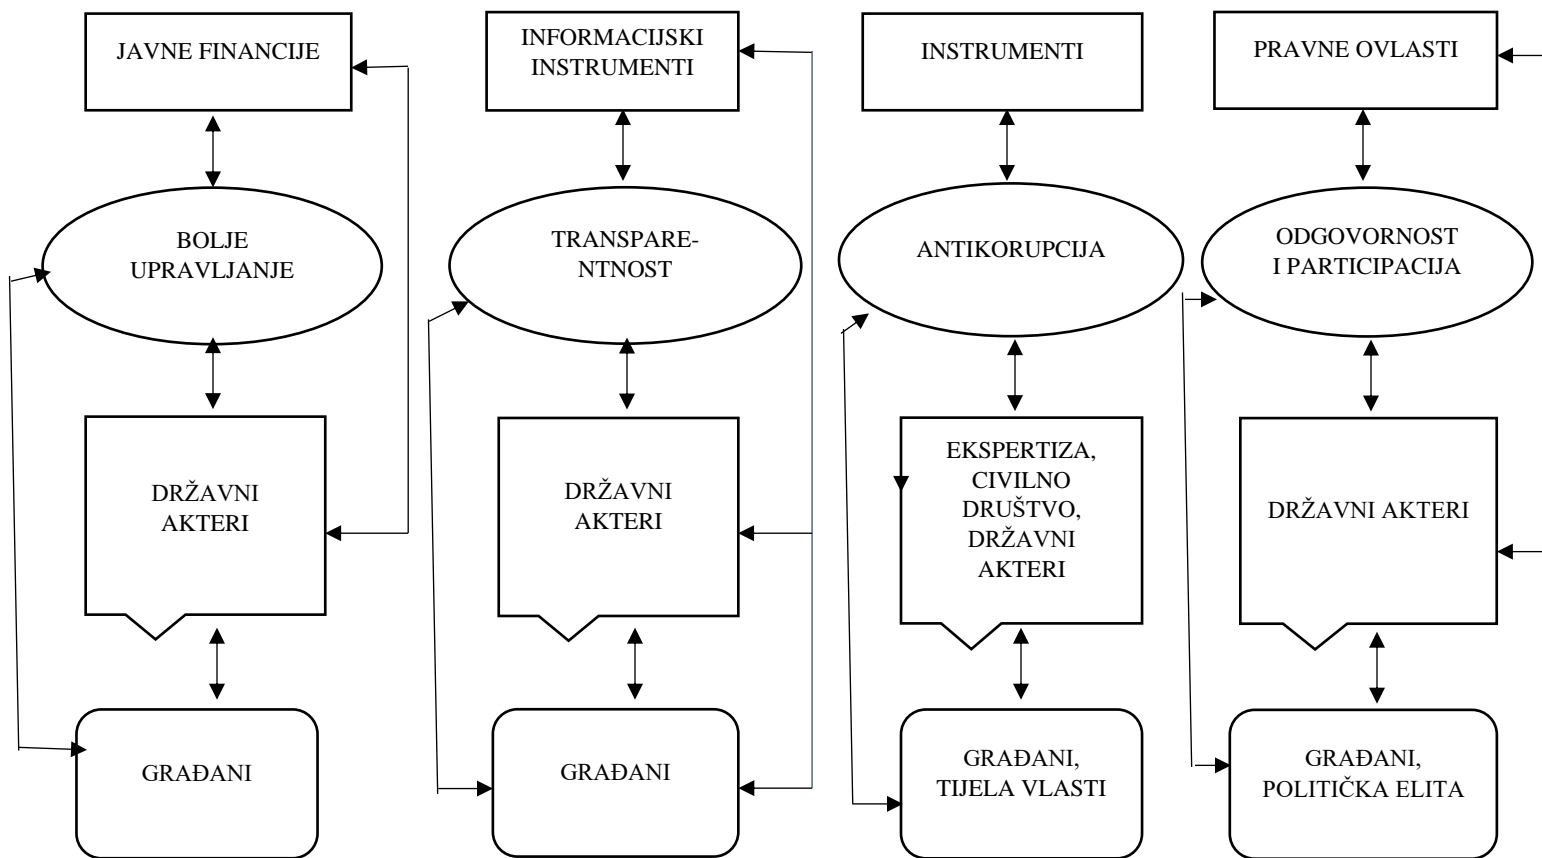 JAVNE FINANCIJE
INFORMACIJSKI
INSTRUMENTI
INSTRUMENTI
PRAVNE OVLASTI
BOLJE
UPRAVLJANJE
TRANSPARE-
NTNOST
ANTIKORUPCIJA
ODGOVORNOST
I PARTICIPACIJA
DRŽAVNI
AKTERI
DRŽAVNI
AKTERI
EKSPERTIZA,
CIVILNO
DRUŠTVO,
DRŽAVNI
AKTERI
DRŽAVNI AKTERI
GRAĐANI
GRAĐANI
GRAĐANI,
TIJELA VLASTI
GRAĐANI,
POLITIČKA ELITA